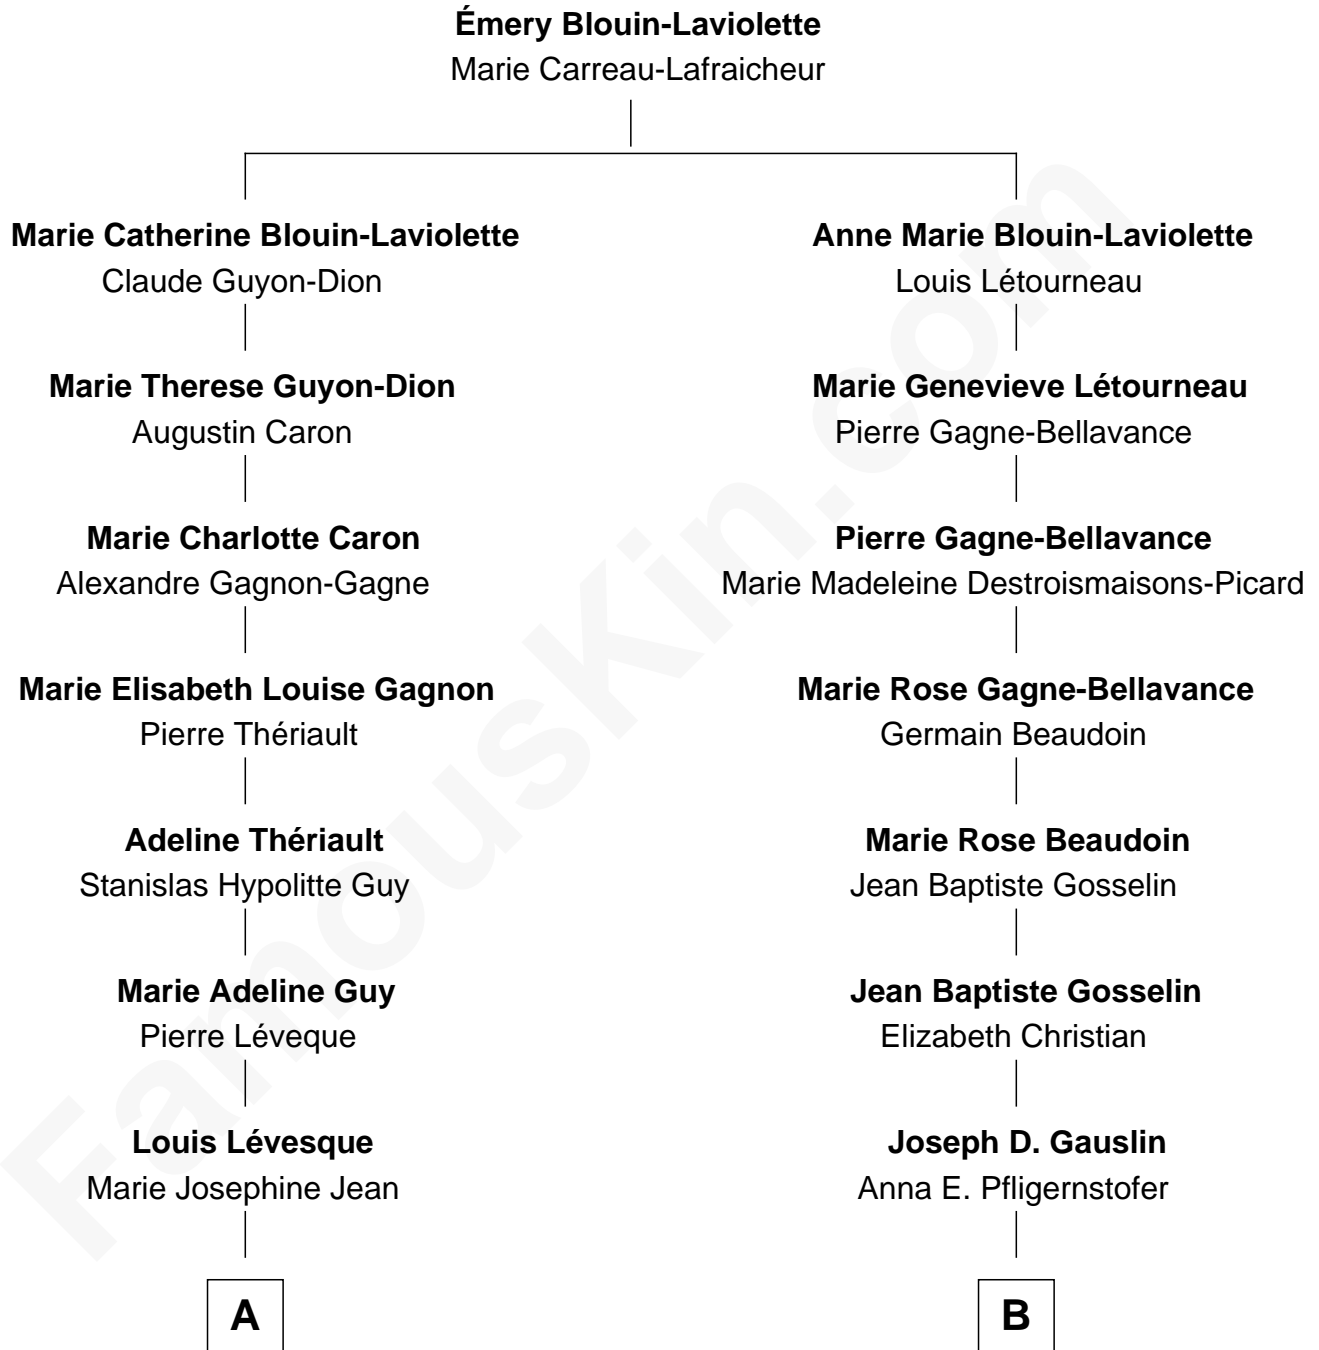 Émery Blouin-Laviolette
Marie Carreau-Lafraicheur
Marie Catherine Blouin-Laviolette
Claude Guyon-Dion
Marie Therese Guyon-Dion
Augustin Caron
Marie Charlotte Caron
Alexandre Gagnon-Gagne
Marie Elisabeth Louise Gagnon
Pierre Thériault
Adeline Thériault
Stanislas Hypolitte Guy
Marie Adeline Guy
Pierre Léveque
Louis Lévesque
Marie Josephine Jean
A
Anne Marie Blouin-Laviolette
Louis Létourneau
Marie Genevieve Létourneau
Pierre Gagne-Bellavance
Pierre Gagne-Bellavance
Marie Madeleine Destroismaisons-Picard
Marie Rose Gagne-Bellavance
Germain Beaudoin
Marie Rose Beaudoin
Jean Baptiste Gosselin
Jean Baptiste Gosselin
Elizabeth Christian
Joseph D. Gauslin
Anna E. Pfligernstofer
B
FamousKin.com